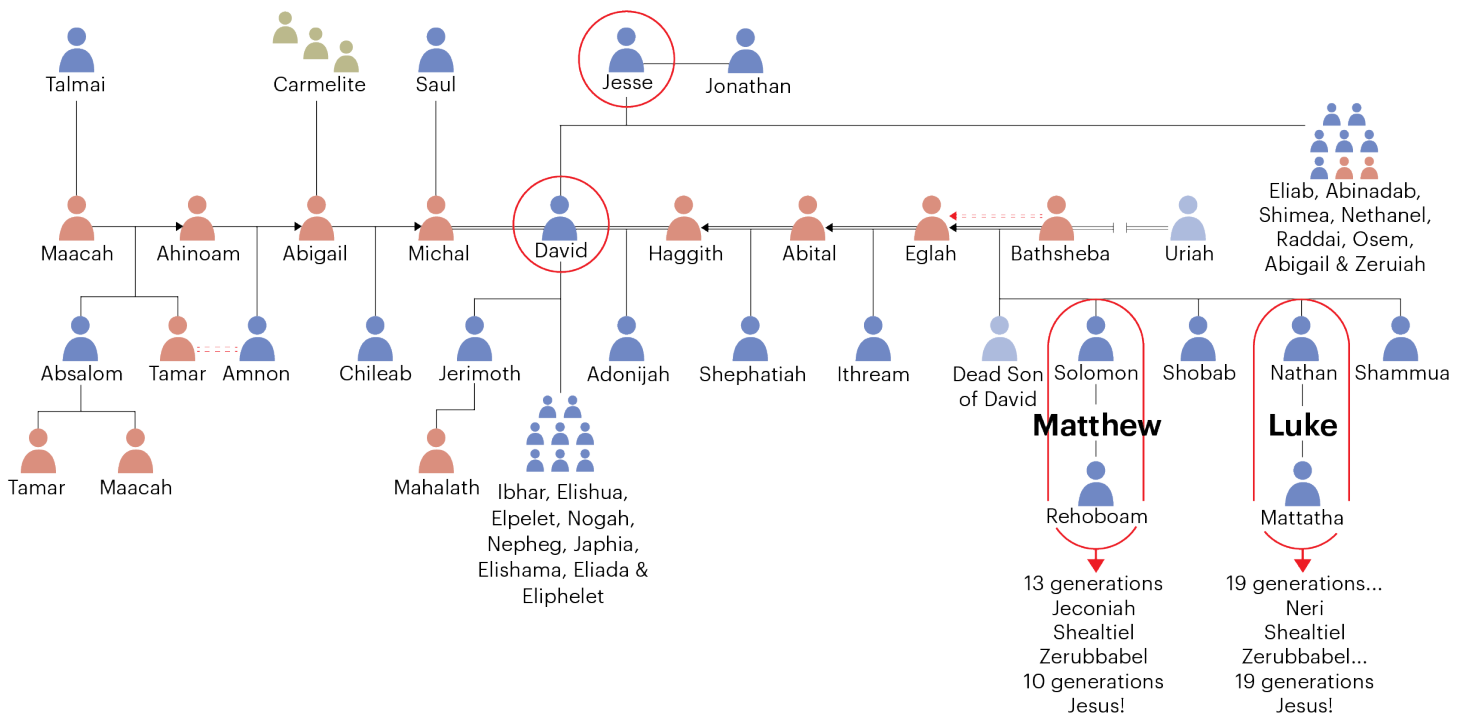 Talmai
Carmelite
Saul
Jesse
Jonathan
Eliab, Abinadab,
Shimea, Nethanel,
Raddai, Osem,
Abigail & Zeruiah
Maacah
Ahinoam
Abigail
Michal
David
Haggith
Abital
Eglah
Bathsheba
Uriah
Absalom
Tamar
Amnon
Chileab
Jerimoth
Adonijah
Shephatiah
Ithream
Dead Son
of David
Solomon
Shobab
Nathan
Shammua
Matthew
Luke
Tamar
Maacah
Mahalath
Ibhar, Elishua,
Elpelet, Nogah,
Nepheg, Japhia,
Elishama, Eliada &
Eliphelet
Rehoboam
Mattatha
13 generations
Jeconiah
Shealtiel
Zerubbabel
10 generations
Jesus!
19 generations...
Neri
Shealtiel
Zerubbabel...
19 generations
Jesus!